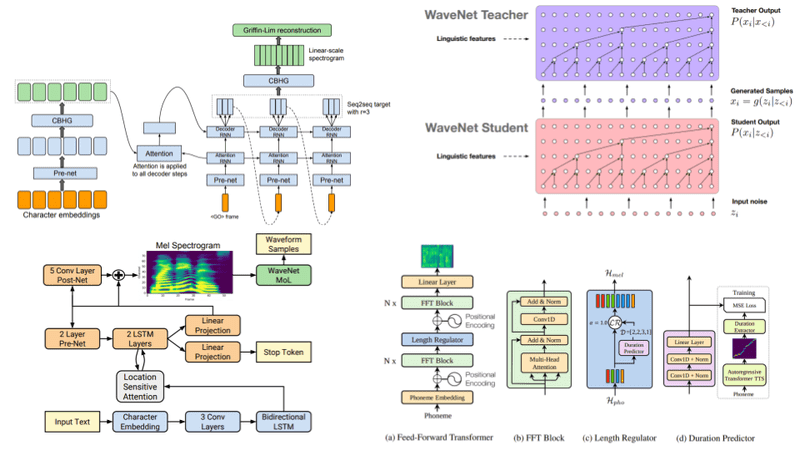 Griffin-Lim reconstruction
Linear-scale
spectrogram
CBHG
Seq2seq target
with r=3
CBHG
Pre-net
Character embeddings
Attention
Attention is applied
to all decoder steps
Decoder
RNN
Decoder
RNN
Decoder
RNN
Attention
RNN
Attention
RNN
Attention
RNN
Pre-net
Pre-net
Pre-net
<GO> frame
WaveNet Teacher
Linguistic features
Teacher Output
P(x_i|x_{<i})
Generated Samples
x_i = g(z_i|z_{<i})
WaveNet Student
Linguistic features
Student Output
P(x_i|z_{<i})
Input noise
z_i
Mel Spectrogram
Waveform
Samples
5 Conv Layer
Post-Net
WaveNet
MoL
2 Layer
Pre-Net
2 LSTM
Layers
Linear
Projection
Linear
Projection
Stop Token
Location
Sensitive
Attention
Input Text
Character
Embedding
3 Conv
Layers
Bidirectional
LSTM
Linear Layer
N x
FFT Block
Positional
Encoding
Length Regulator
N x
FFT Block
Positional
Encoding
Phoneme Embedding
Phoneme
(a) Feed-Forward Transformer
Add & Norm
Conv1D
Add & Norm
Multi-Head
Attention
(b) FFT Block
H_mel
α = 1.0
LR
D=[2,2,3,1]
Duration
Predictor
H_pho
(c) Length Regulator
Training
MSE Loss
Duration
Extractor
Linear Layer
Conv1D + Norm
Conv1D + Norm
Autoregressive
Transformer TTS
Phoneme
(d) Duration Predictor